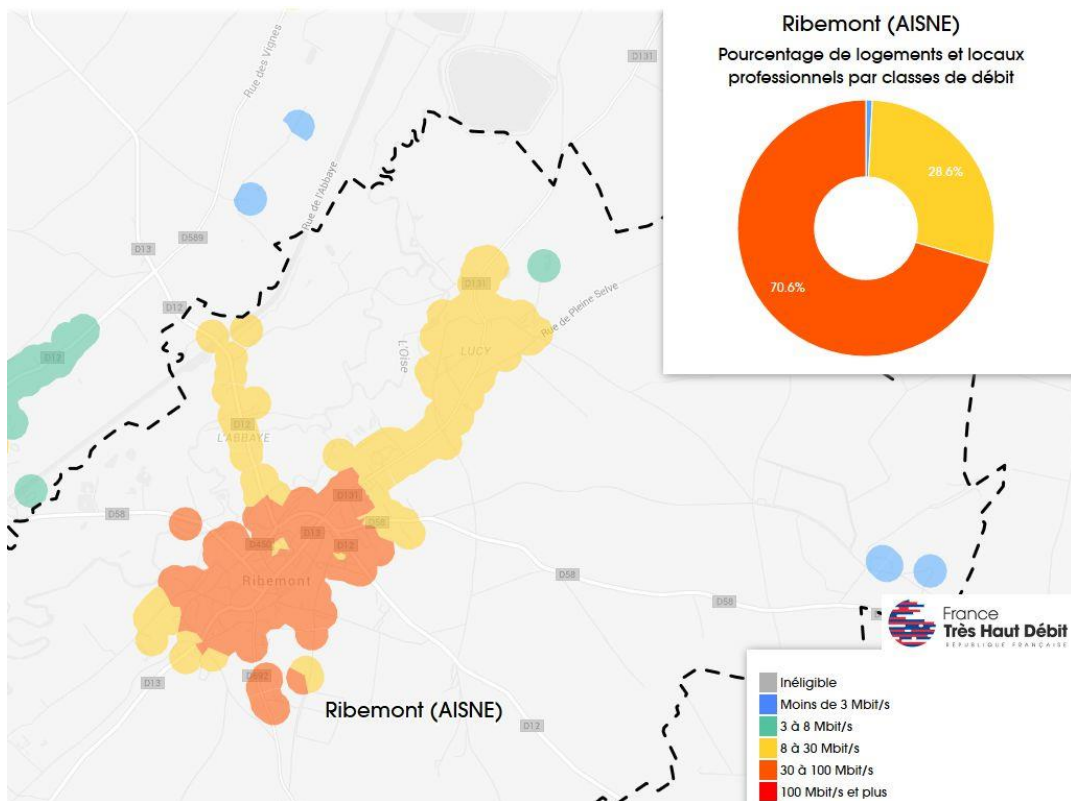 Ribemont (AISNE)
Pourcentage de logements et locaux
professionnels par classes de débit
28.6%
70.6%
D131
Rue des Vignes
Rue de l'Abbaye
D589
D13
D12
D131
Rue de Pleine Selve
L'Oise
LUCY
D12
L'ABBAYE
D131
D58
D58
D13
D12
Ribemont
D58
D58
D13
D12
Ribemont (AISNE)
France
Très Haut Débit
RÉPUBLIQUE FRANÇAISE
Inéligible
Moins de 3 Mbit/s
3 à 8 Mbit/s
8 à 30 Mbit/s
30 à 100 Mbit/s
100 Mbit/s et plus